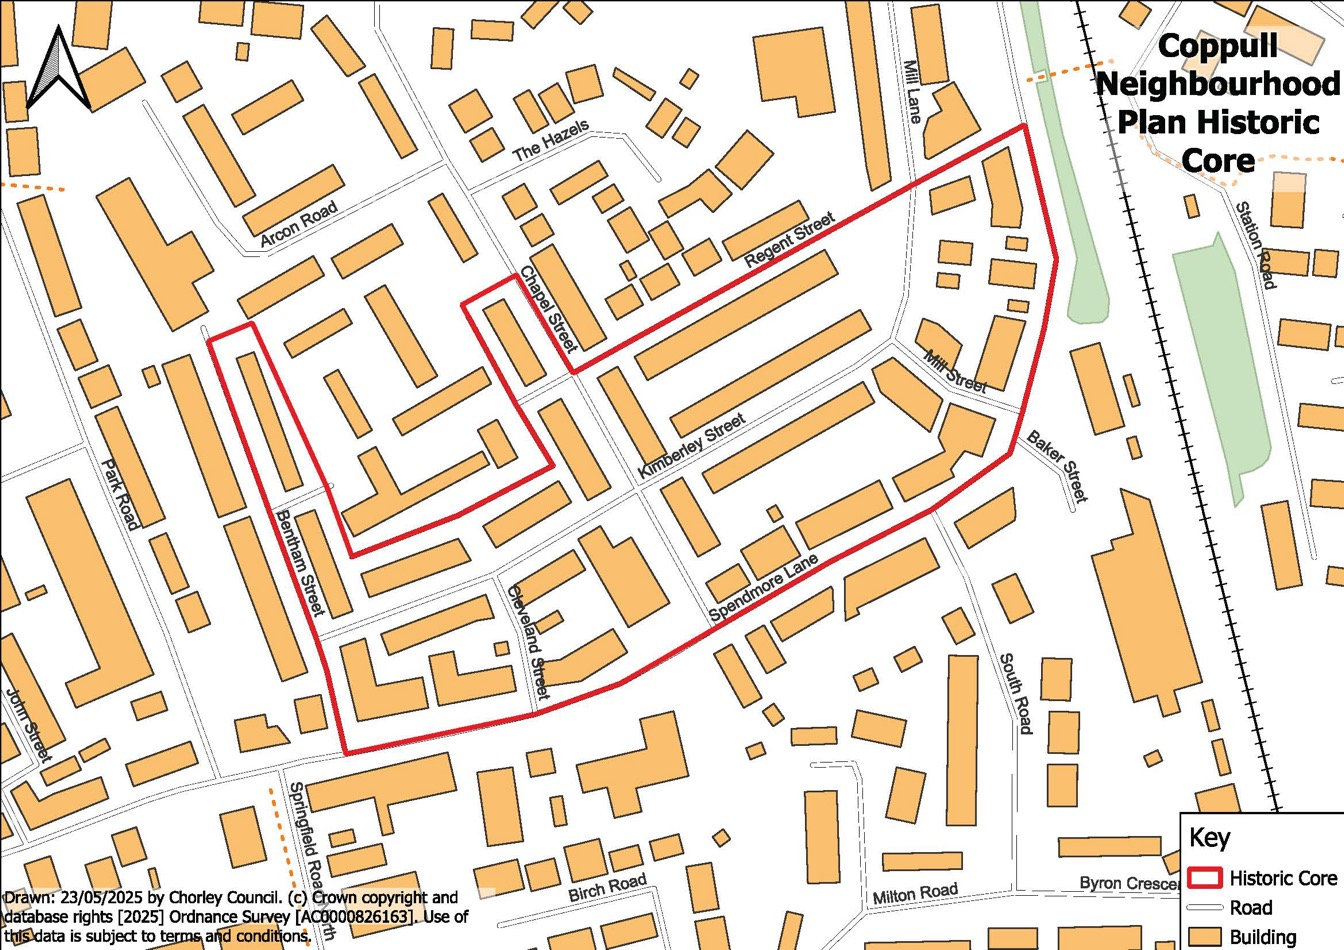 Coppull
Neighbourhood
Plan Historic
Core
Mill Lane
The Hazels
Arcon Road
Station Road
Regent Street
Chapel Street
Mill Street
Kimberley Street
Baker Street
Park Road
Bentham Street
Spendmore Lane
Cleveland Street
South Road
John Street
Springfield Road North
Birch Road
Milton Road
Byron Crescen
Key
Historic Core
Road
Building
Drawn: 23/05/2025 by Chorley Council. (c) Crown copyright and
database rights [2025] Ordnance Survey [AC0000826163]. Use of
this data is subject to terms and conditions.